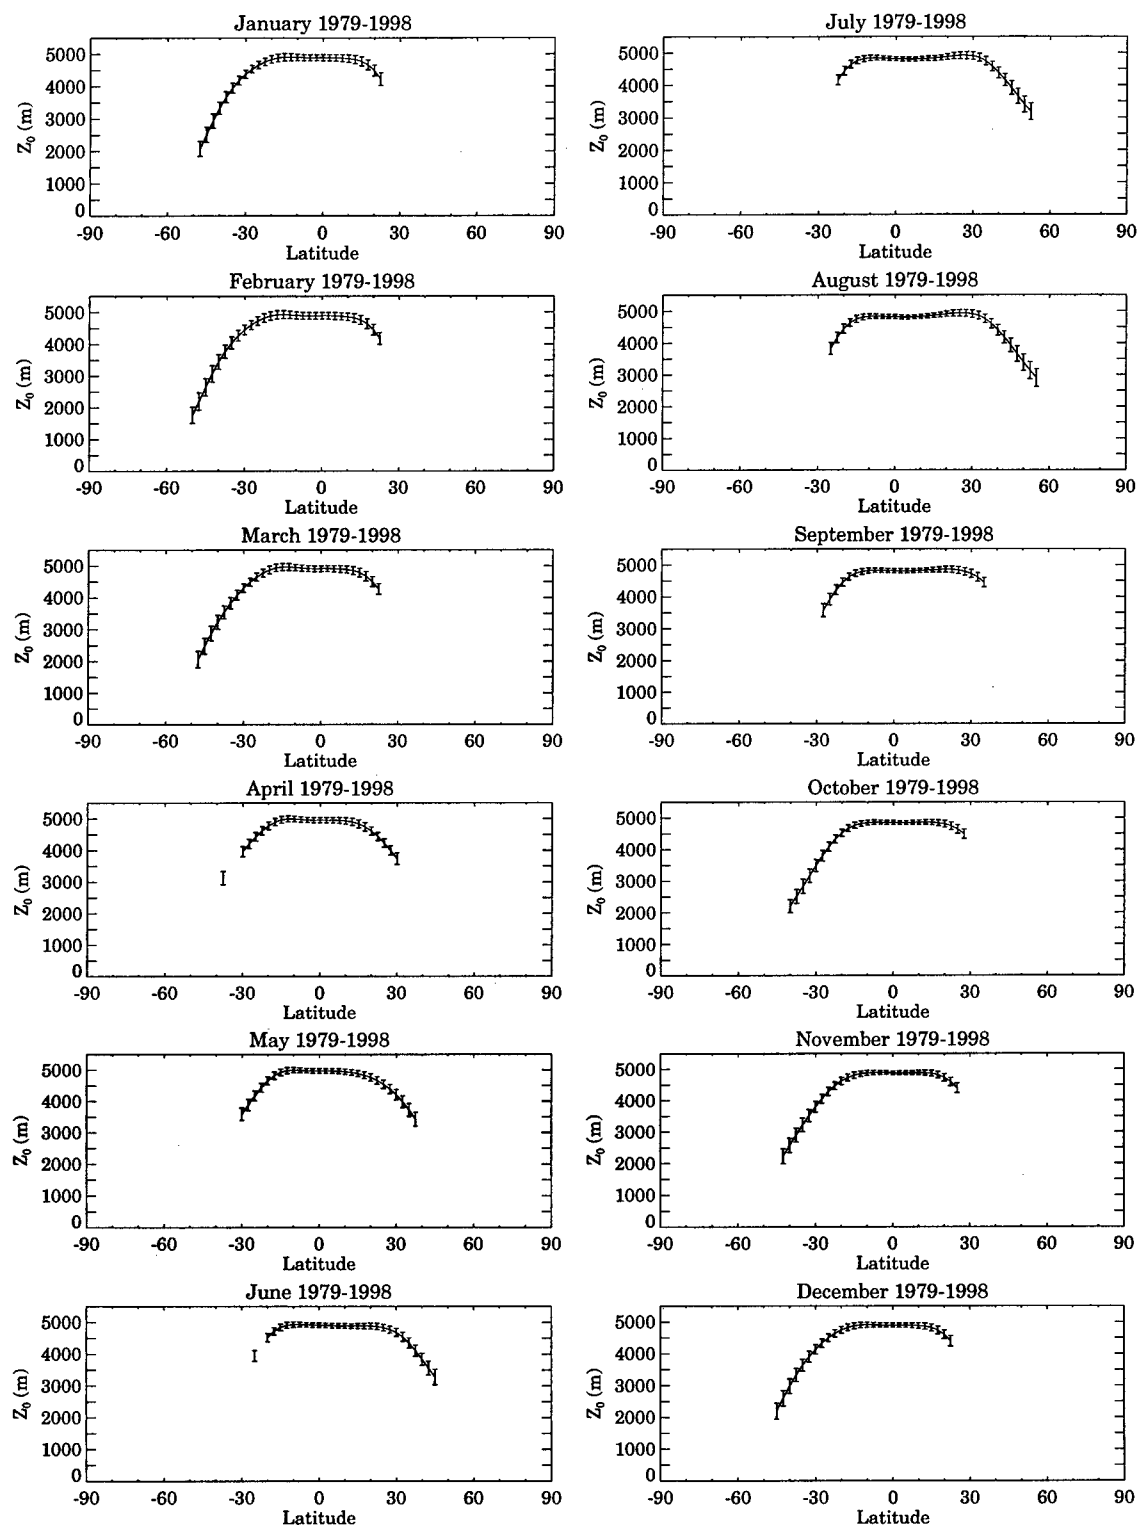 January 1979-1998
5000
4000
3000
2000
1000
0
Z0 (m)
-90 -60 -30 0 30 60 90
Latitude
July 1979-1998
5000
4000
3000
2000
1000
0
Z0 (m)
-90 -60 -30 0 30 60 90
Latitude
February 1979-1998
5000
4000
3000
2000
1000
0
Z0 (m)
-90 -60 -30 0 30 60 90
Latitude
August 1979-1998
5000
4000
3000
2000
1000
0
Z0 (m)
-90 -60 -30 0 30 60 90
Latitude
March 1979-1998
5000
4000
3000
2000
1000
0
Z0 (m)
-90 -60 -30 0 30 60 90
Latitude
September 1979-1998
5000
4000
3000
2000
1000
0
Z0 (m)
-90 -60 -30 0 30 60 90
Latitude
April 1979-1998
5000
4000
3000
2000
1000
0
Z0 (m)
-90 -60 -30 0 30 60 90
Latitude
October 1979-1998
5000
4000
3000
2000
1000
0
Z0 (m)
-90 -60 -30 0 30 60 90
Latitude
May 1979-1998
5000
4000
3000
2000
1000
0
Z0 (m)
-90 -60 -30 0 30 60 90
Latitude
November 1979-1998
5000
4000
3000
2000
1000
0
Z0 (m)
-90 -60 -30 0 30 60 90
Latitude
June 1979-1998
5000
4000
3000
2000
1000
0
Z0 (m)
-90 -60 -30 0 30 60 90
Latitude
December 1979-1998
5000
4000
3000
2000
1000
0
Z0 (m)
-90 -60 -30 0 30 60 90
Latitude